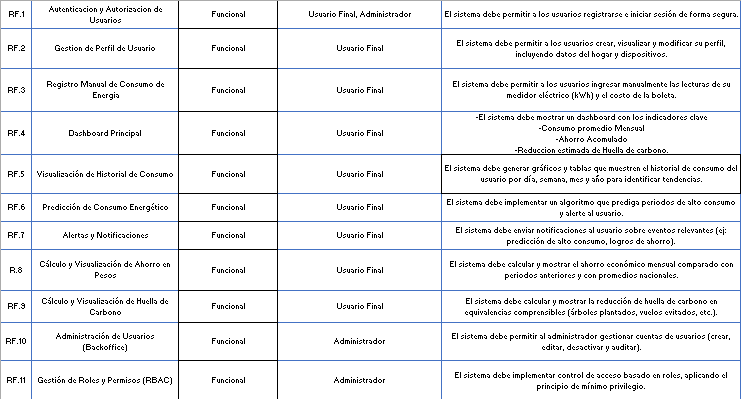 RF.1 Autenticacion y Autorizacion de Usuarios Funcional Usuario Final, Administrador El sistema debe permitir a los usuarios registrarse e iniciar sesión de forma segura.
RF.2 Gestion de Perfil de Usuario Funcional Usuario Final El sistema debe permitir a los usuarios crear, visualizar y modificar su perfil,
incluyendo datos del hogar y dispositivos.
RF.3 Registro Manual de Consumo de Energia Funcional Usuario Final El sistema debe permitir a los usuarios ingresar manualmente las lecturas de su
medidor eléctrico (kWh) y el costo de la boleta.
RF.4 Dashboard Principal Funcional Usuario Final -El sistema debe mostrar un dashboard con los indicadores clave
-Consumo promedio Mensual
-Ahorro Acomulado
-Reduccion estimada de Huella de carbono.
RF.5 Visualización de Historial de Consumo Funcional Usuario Final El sistema debe generar gráficos y tablas que muestren el historial de consumo del
usuario por día, semana, mes y año para identificar tendencias.
RF.6 Predicción de Consumo Energético Funcional Usuario Final El sistema debe implementar un algoritmo que prediga periodos de alto consumo
y alerte al usuario.
RF.7 Alertas y Notificaciones Funcional Usuario Final El sistema debe enviar notificaciones al usuario sobre eventos relevantes (ej:
predicción de alto consumo, logros de ahorro).
R.8 Cálculo y Visualización de Ahorro en Pesos Funcional Usuario Final El sistema debe calcular y mostrar el ahorro económico mensual comparado con
periodos anteriores y con promedios nacionales.
RF.9 Cálculo y Visualización de Huella de Carbono Funcional Usuario Final El sistema debe calcular y mostrar la reducción de huella de carbono en
equivalencias comprensibles (árboles plantados, vuelos evitados, etc.).
RF.10 Administración de Usuarios (Backoffice) Funcional Administrador El sistema debe permitir al administrador gestionar cuentas de usuarios (crear,
editar, desactivar y auditar).
RF.11 Gestión de Roles y Permisos (RBAC) Funcional Administrador El sistema debe implementar control de acceso basado en roles, aplicando el
principio de mínimo privilegio.